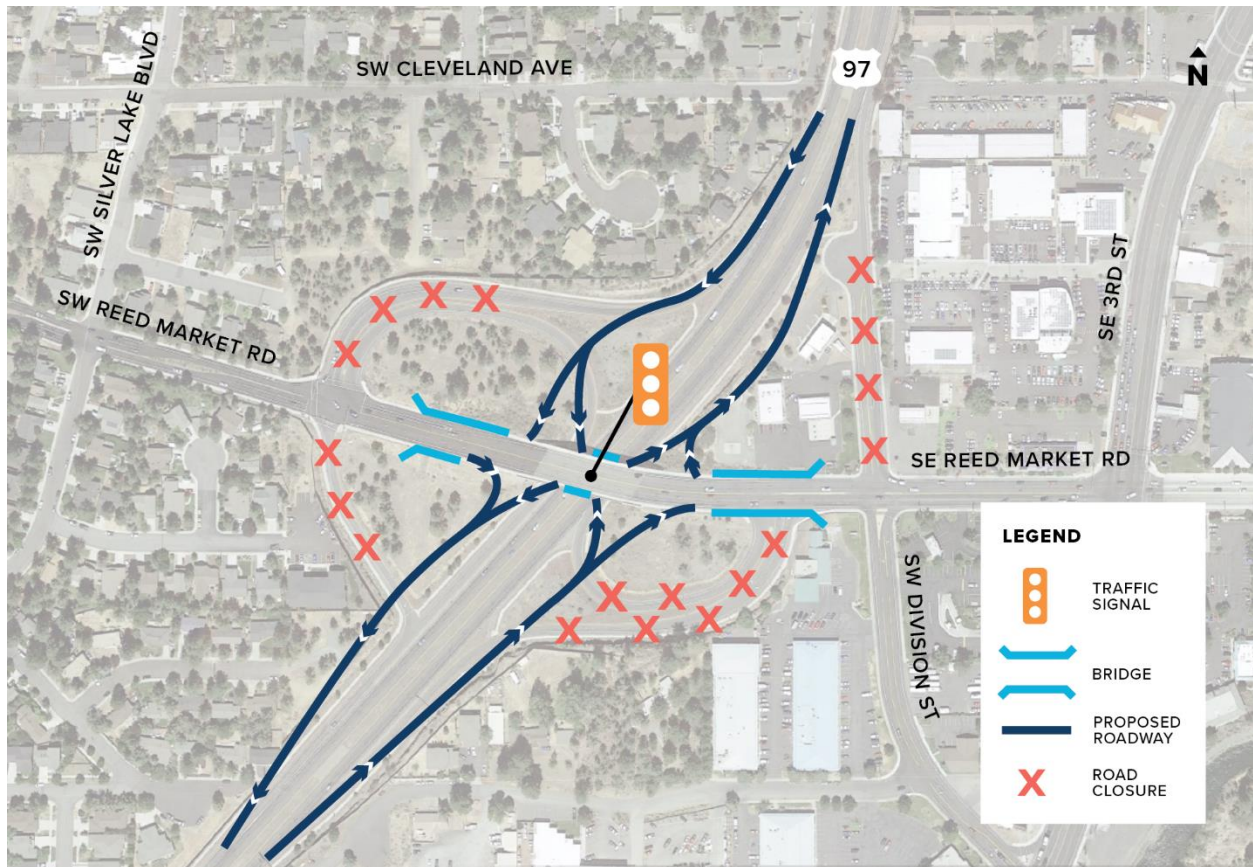 SW CLEVELAND AVE
97
N
SW SILVER LAKE BLVD
SW REED MARKET RD
SE 3RD ST
SE REED MARKET RD
SW DIVISION ST
LEGEND
TRAFFIC
SIGNAL
BRIDGE
PROPOSED
ROADWAY
X
ROAD
CLOSURE